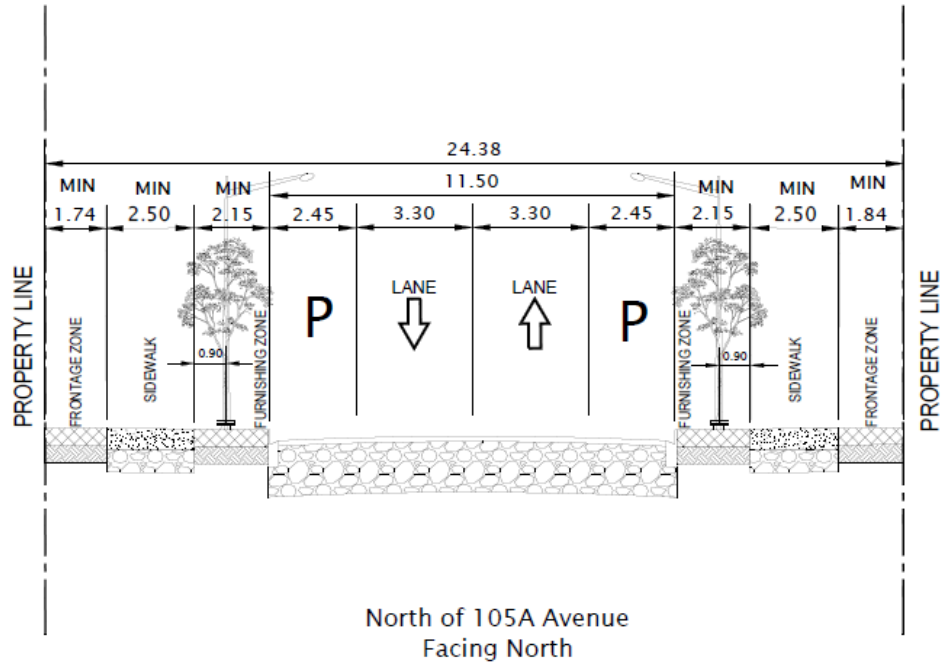 24.38
MIN
MIN
MIN
11.50
MIN
MIN
MIN
1.74
2.50
2.15
2.45
3.30
3.30
2.45
2.15
2.50
1.84
PROPERTY LINE
FRONTAGE ZONE
SIDEWALK
0.90
FURNISHING ZONE
P
LANE
LANE
P
FURNISHING ZONE
0.90
SIDEWALK
FRONTAGE ZONE
PROPERTY LINE
North of 105A Avenue
Facing North